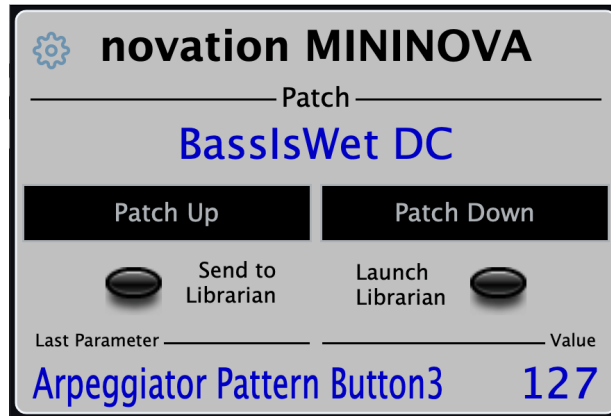 novation MININOVA
Patch
BassIsWet DC
Patch Up Patch Down
Send to Librarian Launch Librarian
Last Parameter Value
Arpeggiator Pattern Button3 127